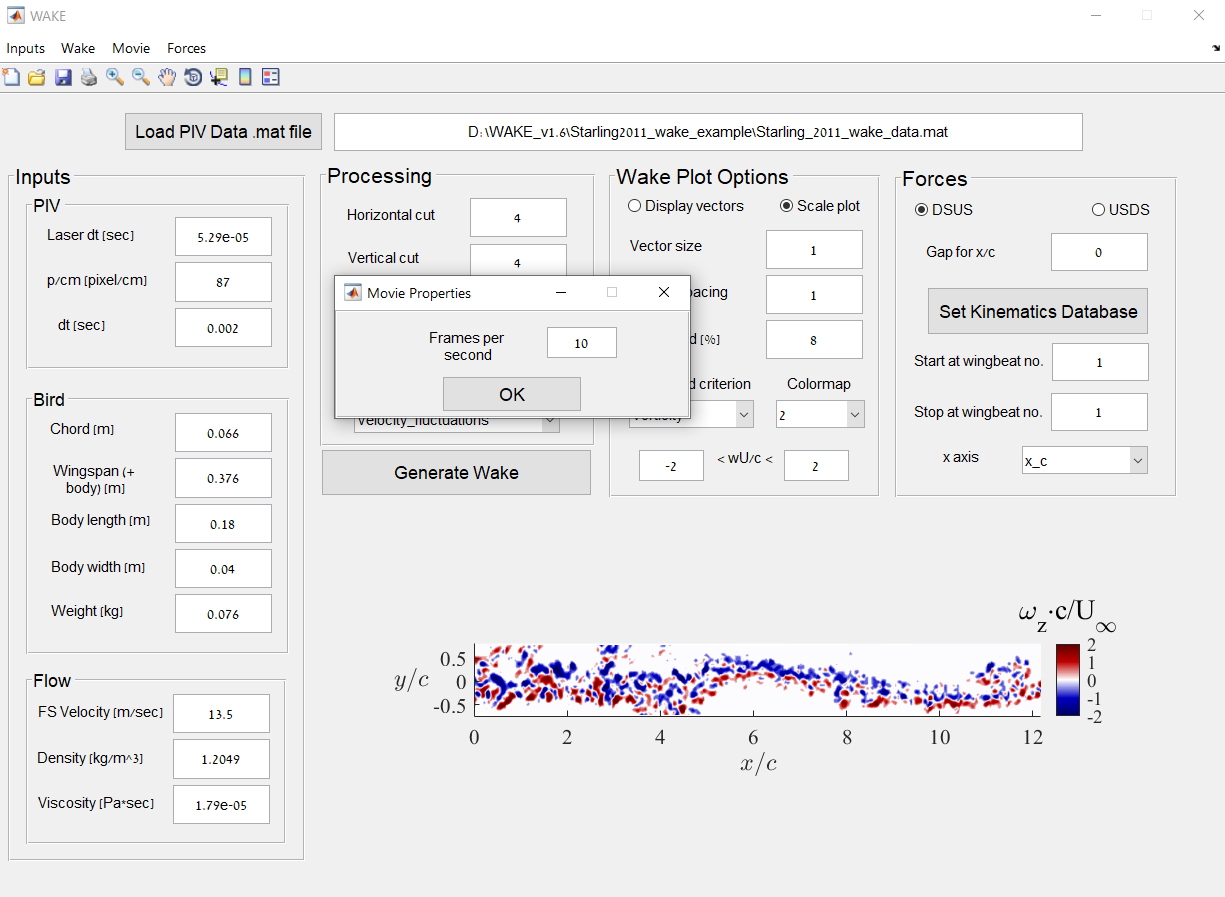 WAKE
Inputs Wake Movie Forces
Load PIV Data .mat file
D:\WAKE_v1.6\Starling2011_wake_example\Starling_2011_wake_data.mat
Inputs
PIV
Laser dt [sec] 5.29e-05
p/cm [pixel/cm] 87
dt [sec] 0.002
Bird
Chord [m] 0.066
Wingspan (+
body) [m] 0.376
Body length [m] 0.18
Body width [m] 0.04
Weight [kg] 0.076
Flow
FS Velocity [m/sec] 13.5
Density [kg/m^3] 1.2049
Viscosity [Pa*sec] 1.79e-05
Processing
Horizontal cut 4
Vertical cut 4
Velocity_fluctuations
Generate Wake
Movie Properties
Frames per
second 10
OK
Wake Plot Options
Display vectors Scale plot
Vector size 1
1
[%] 8
criterion Colormap
2
-2 < wU/c < 2
Forces
DSUS USDS
Gap for x/c 0
Set Kinematics Database
Start at wingbeat no. 1
Stop at wingbeat no. 1
x axis x_c
ω_z·c/U_∞
y/c
0.5
0
-0.5
0 2 4 6 8 10 12
x/c
2
1
0
-1
-2